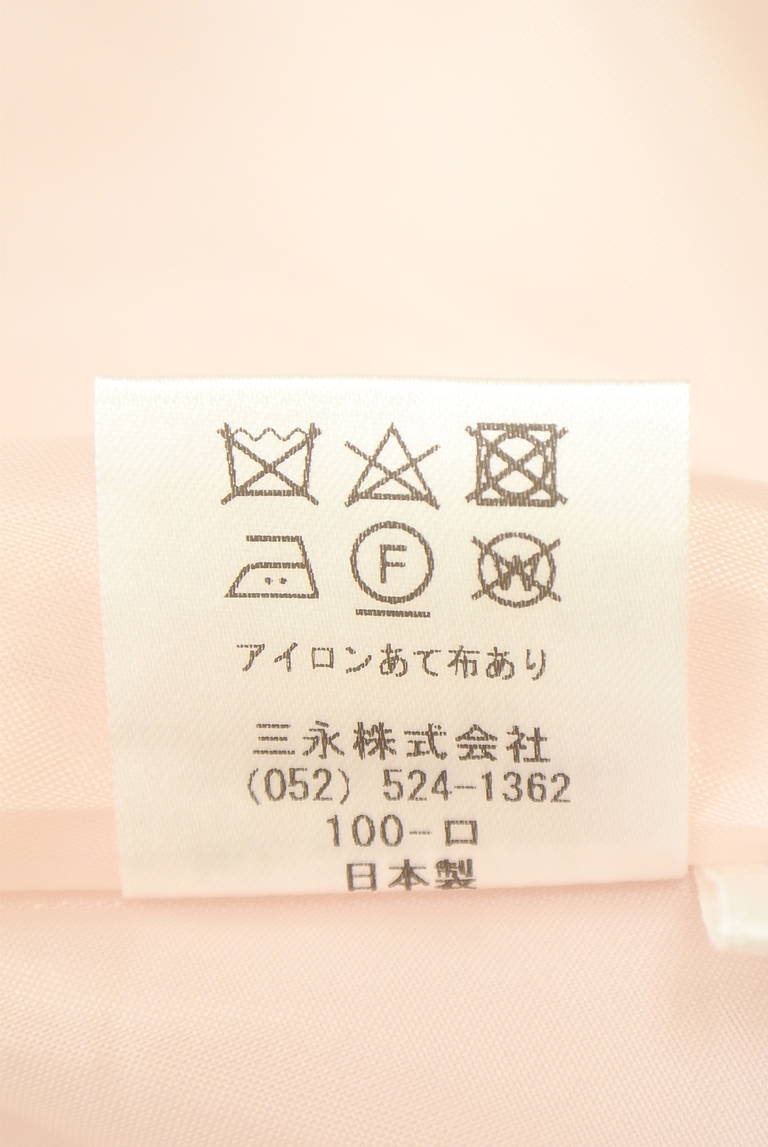 F W
アイロンあて布あり
三永株式会社
(052) 524-1362
100-ロ
日本製